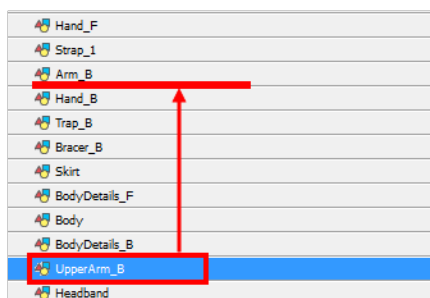 Hand_F
Strap_1
Arm_B
Hand_B
Trap_B
Bracer_B
Skirt
BodyDetails_F
Body
BodyDetails_B
UpperArm_B
Headband